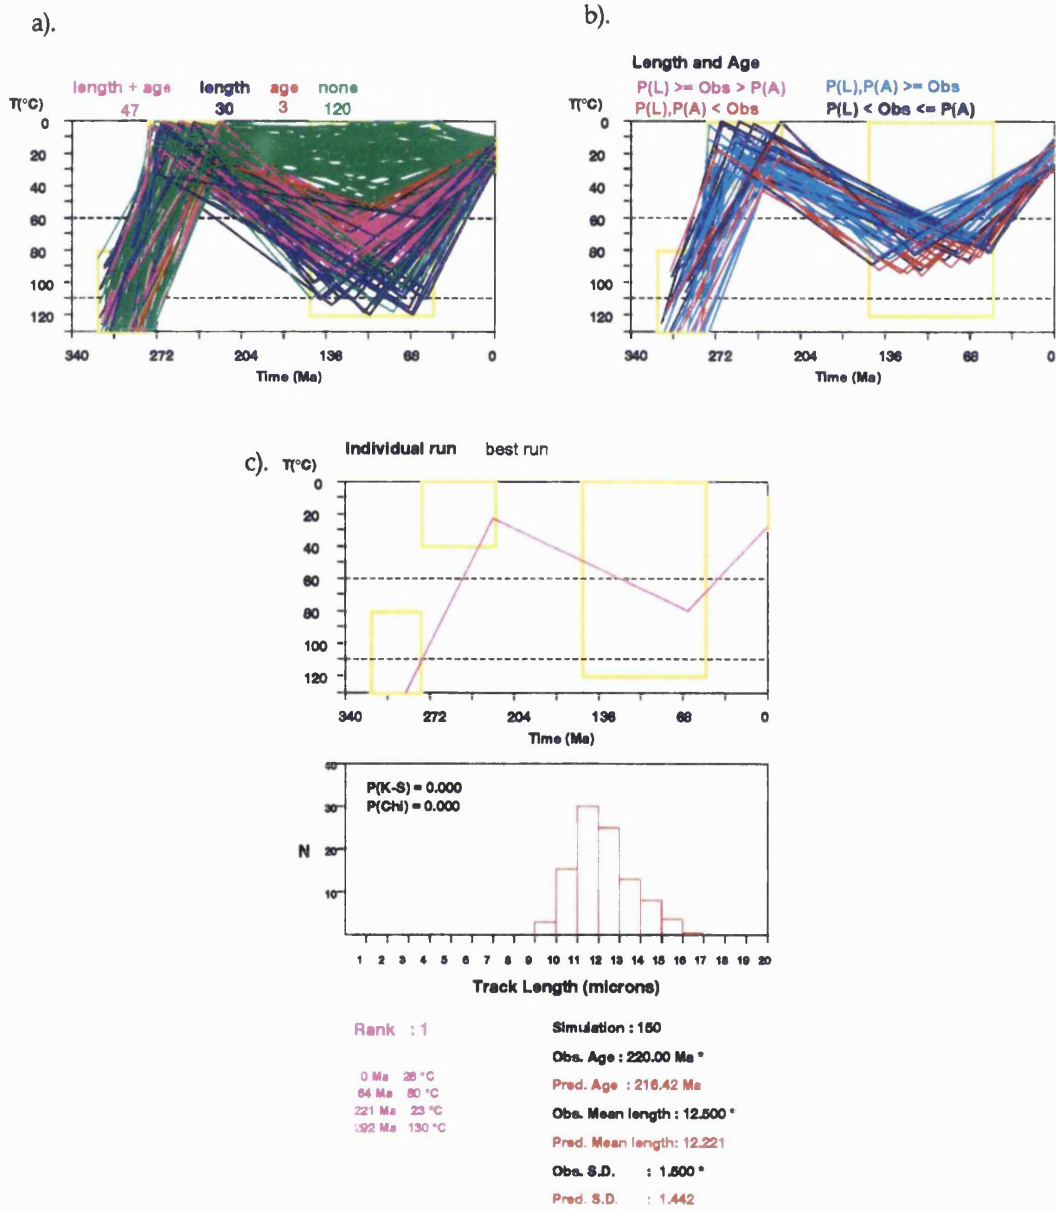 a).
length + age length age none
47 30 3 120
T(°C)
0
20
40
60
80
100
120
340 272 204 136 68 0
Time (Ma)
b).
Length and Age
P(L) >= Obs > P(A) P(L),P(A) >= Obs
P(L),P(A) < Obs P(L) < Obs <= P(A)
T(°C)
0
20
40
60
80
100
120
340 272 204 136 68 0
Time (Ma)
c).
Individual run best run
T(°C)
0
20
40
60
80
100
120
340 272 204 136 68 0
Time (Ma)
P(K-S) = 0.000
P(Chi) = 0.000
N
30
20
10
1 2 3 4 5 6 7 8 9 10 11 12 13 14 15 16 17 18 19 20
Track Length (microns)
Rank : 1
0 Ma 28 °C
64 Ma 80 °C
221 Ma 23 °C
292 Ma 130 °C
Simulation : 150
Obs. Age : 220.00 Ma *
Pred. Age : 216.42 Ma
Obs. Mean length : 12.500 *
Pred. Mean length: 12.221
Obs. S.D. : 1.500 *
Pred. S.D. : 1.442